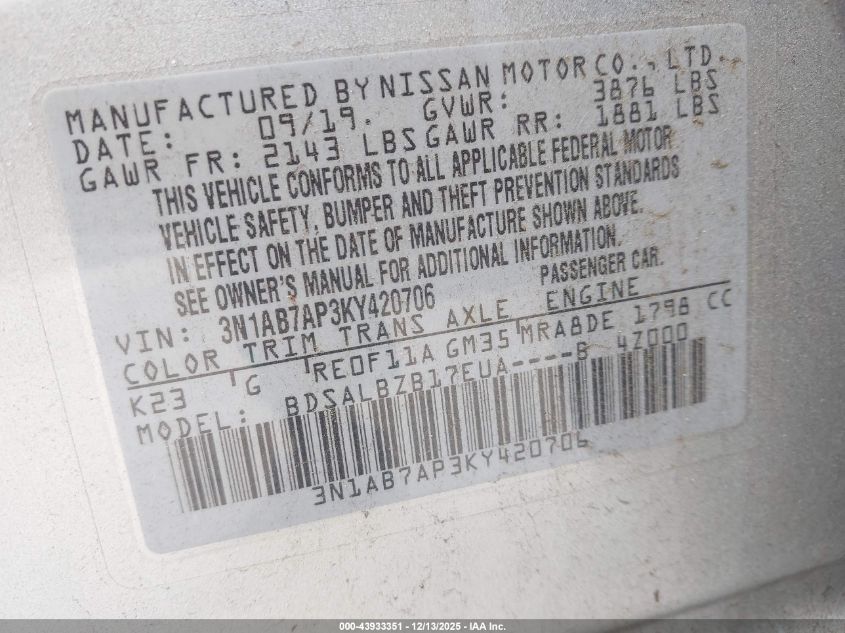 MANUFACTURED BY NISSAN MOTOR CO., LTD.
DATE: 09/19. GVWR: 3876 LBS
GAWR FR: 2143 LBS GAWR RR: 1881 LBS
THIS VEHICLE CONFORMS TO ALL APPLICABLE FEDERAL MOTOR
VEHICLE SAFETY, BUMPER AND THEFT PREVENTION STANDARDS
IN EFFECT ON THE DATE OF MANUFACTURE SHOWN ABOVE.
SEE OWNER'S MANUAL FOR ADDITIONAL INFORMATION.
VIN: 3N1AB7AP3KY420706 PASSENGER CAR.
COLOR TRIM TRANS AXLE ENGINE
K23 G RE0F11A GM35 MRA8DE 1798 CC
MODEL: BDSALBZB17EUA----B 4Z000
3N1AB7AP3KY420706
000-43933351 - 12/13/2025 - IAA Inc.